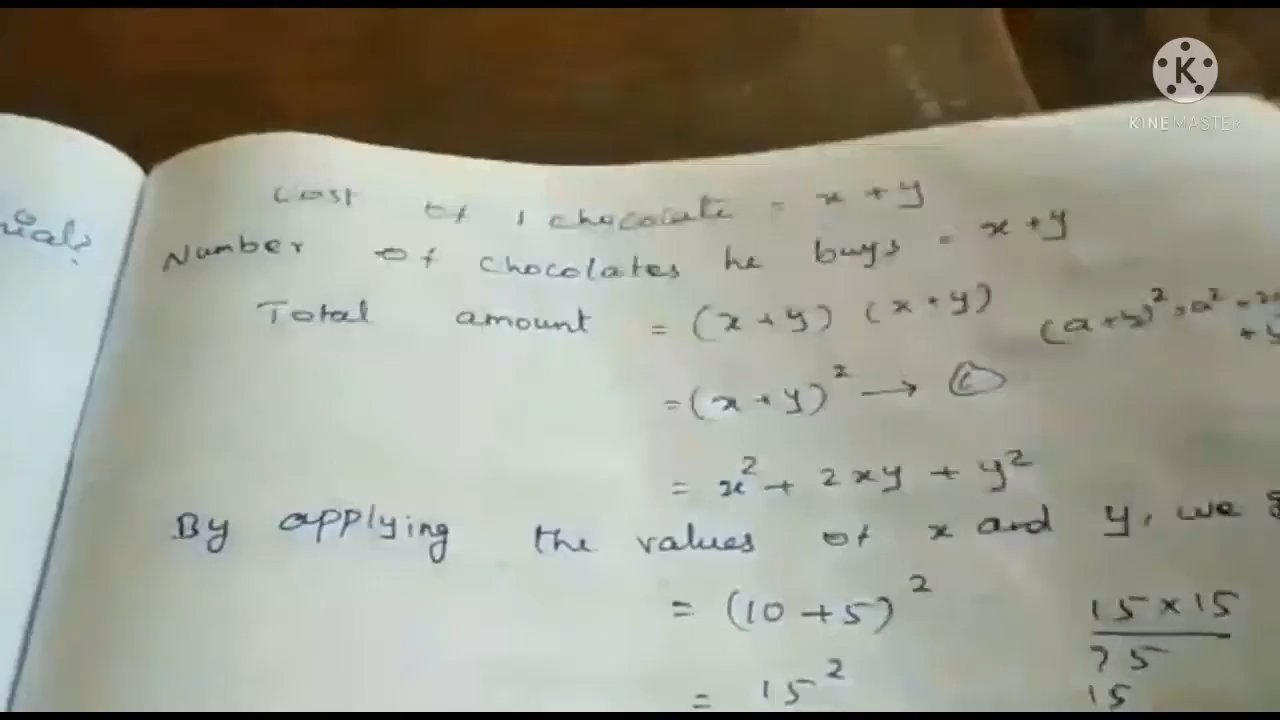 K
KINEMASTER
Cost of 1 chocolate = x + y
Number of chocolates he buys = x + y
Total amount = (x + y) (x + y)
= (x + y)² →
= x² + 2xy + y²
By applying the values of x and y, we
= (10 + 5)²
15 × 15
75
= 15²
15